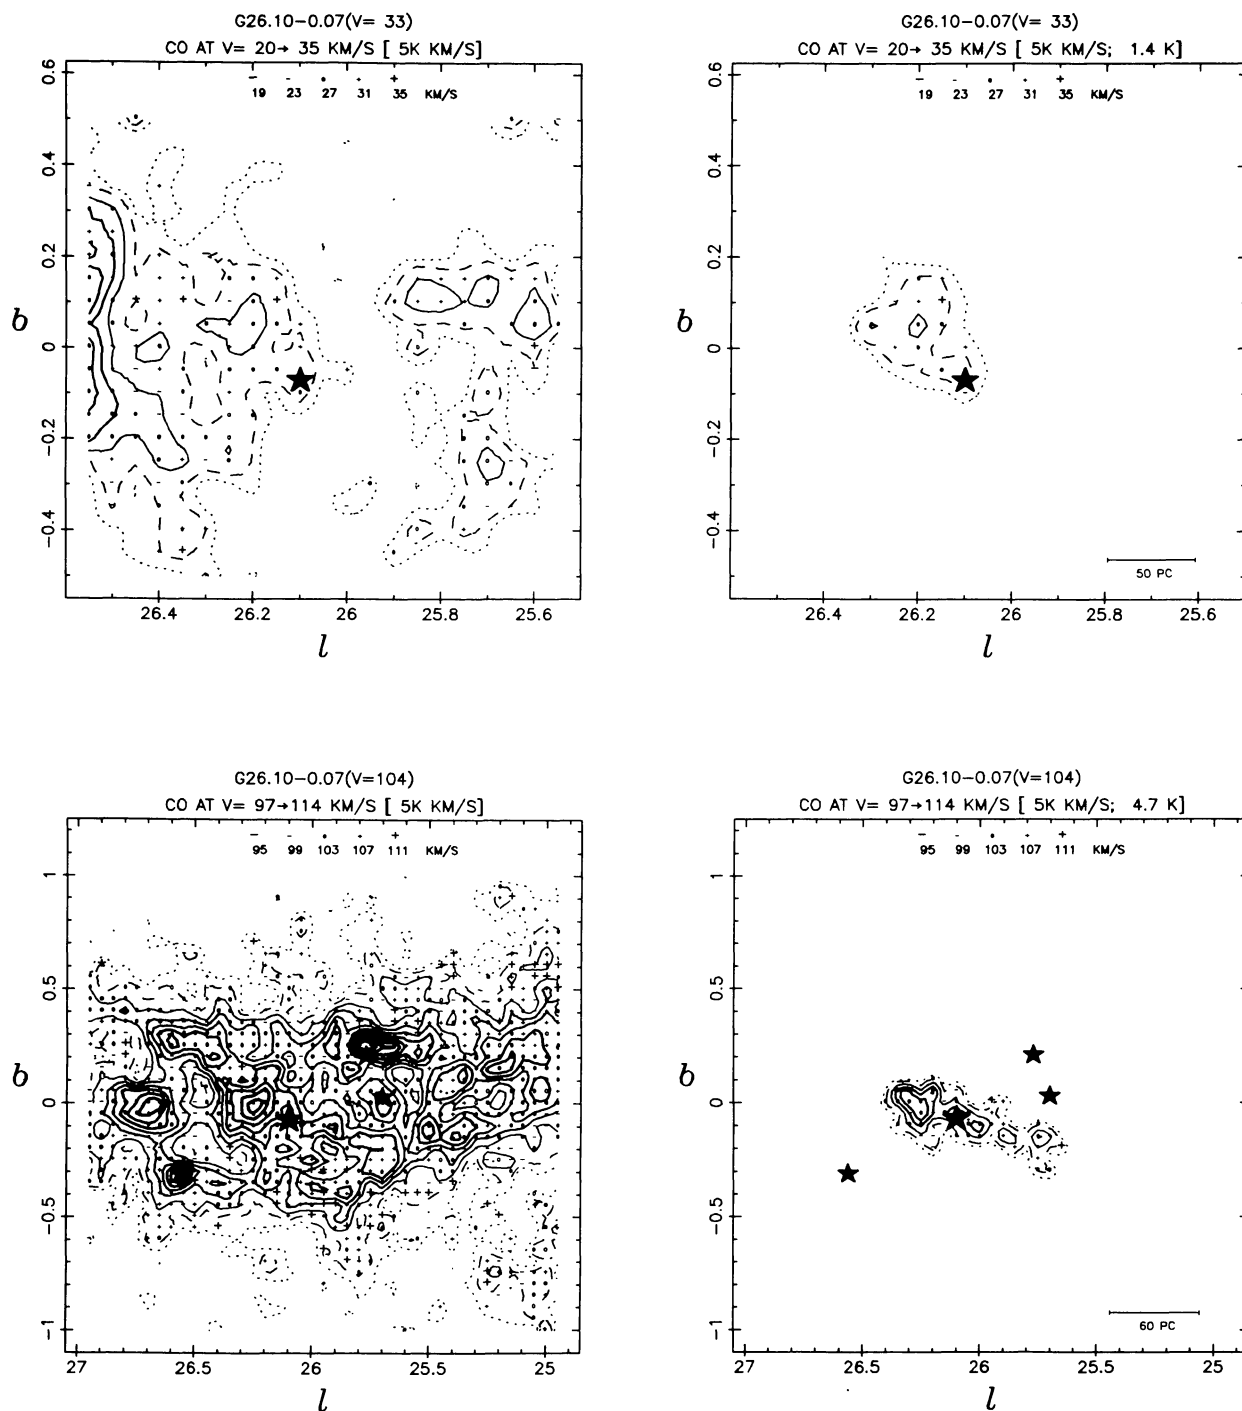 G26.10-0.07(V= 33)
CO AT V= 20→ 35 KM/S [ 5K KM/S]
19 23 27 31 35 KM/S
0.6
0.4
0.2
0
-0.2
-0.4
b
26.4 26.2 26 25.8 25.6
l
G26.10-0.07(V= 33)
CO AT V= 20→ 35 KM/S [ 5K KM/S; 1.4 K]
19 23 27 31 35 KM/S
0.6
0.4
0.2
0
-0.2
-0.4
b
50 PC
26.4 26.2 26 25.8 25.6
l
G26.10-0.07(V=104)
CO AT V= 97→114 KM/S [ 5K KM/S]
95 99 103 107 111 KM/S
1
0.5
0
-0.5
-1
b
27 26.5 26 25.5 25
l
G26.10-0.07(V=104)
CO AT V= 97→114 KM/S [ 5K KM/S; 4.7 K]
95 99 103 107 111 KM/S
1
0.5
0
-0.5
-1
b
60 PC
27 26.5 26 25.5 25
l